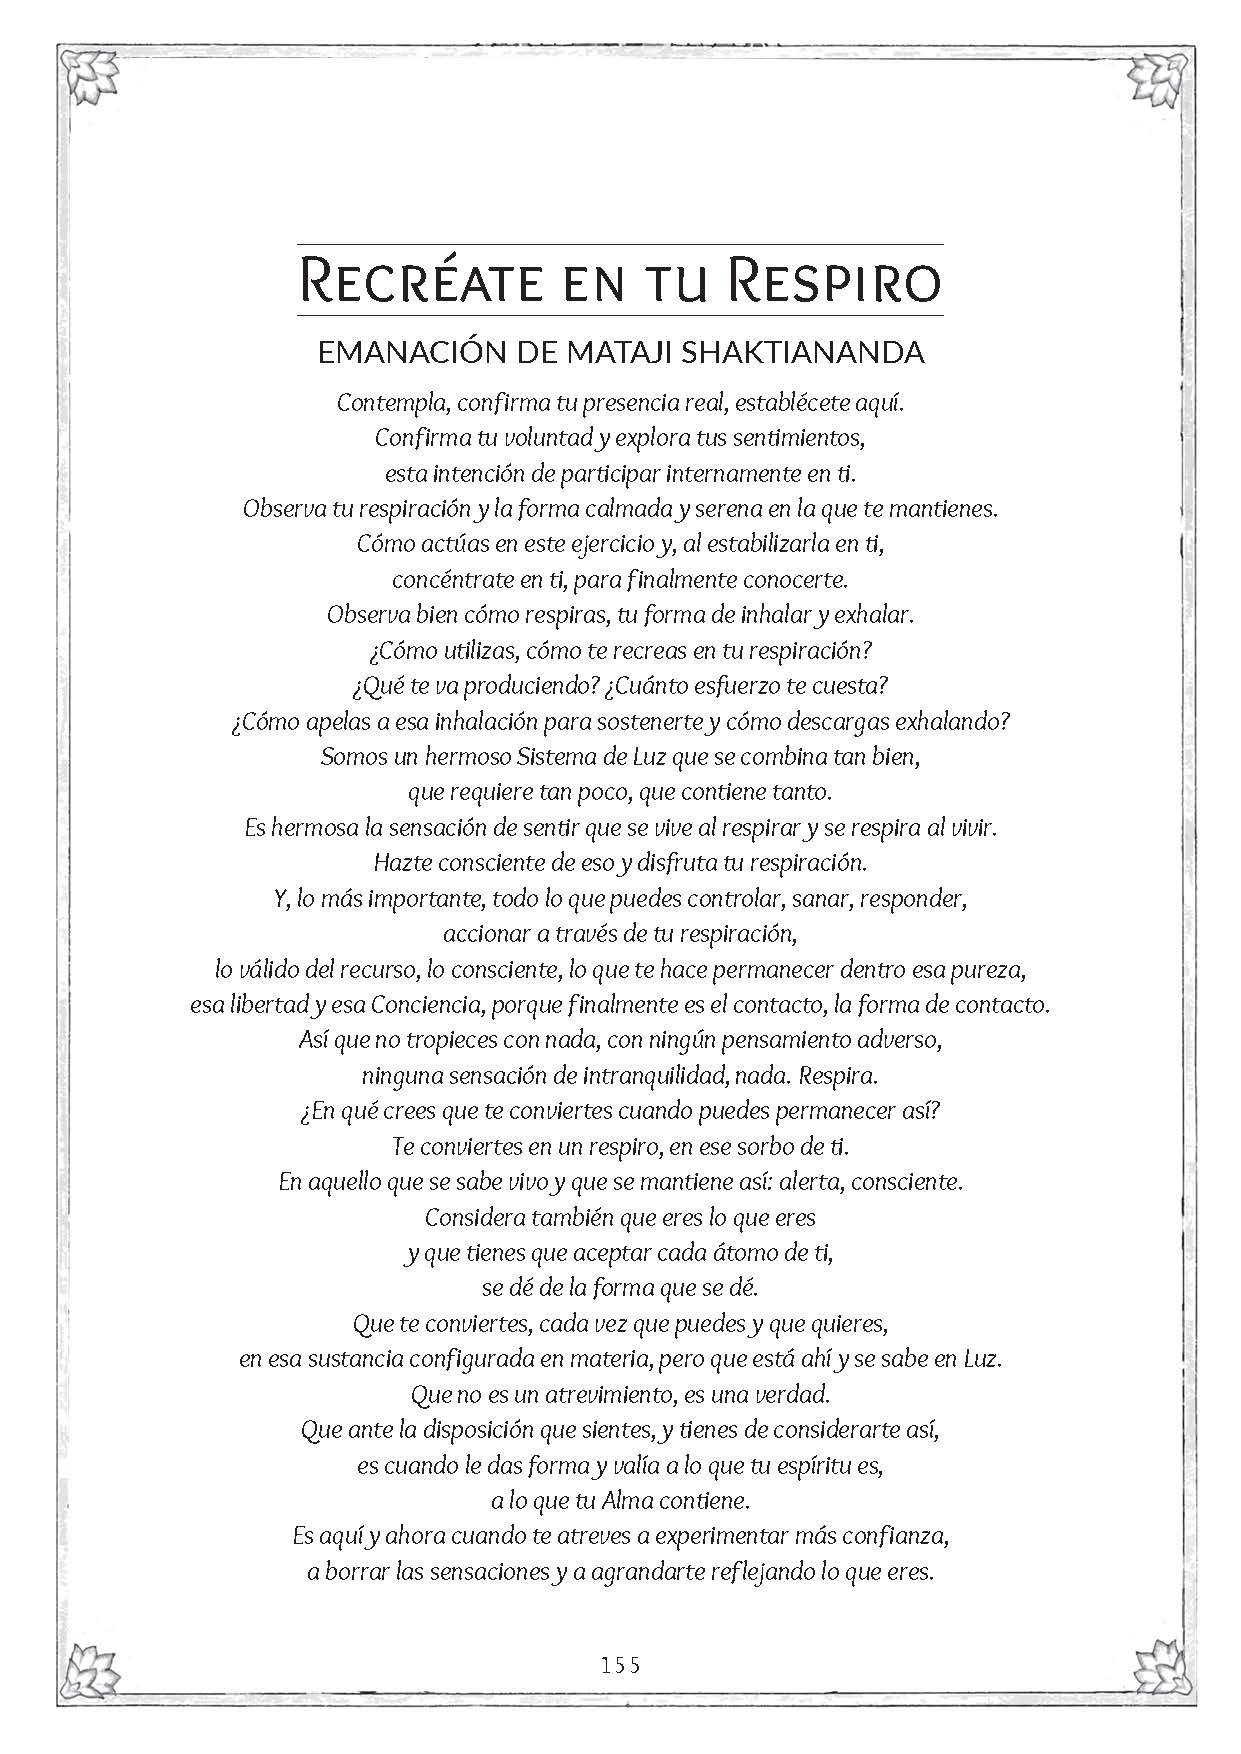 Recréate en tu Respiro
EMANACIÓN DE MATAJI SHAKTIANANDA
Contempla, confirma tu presencia real, establécete aquí.
Confirma tu voluntad y explora tus sentimientos,
esta intención de participar internamente en ti.
Observa tu respiración y la forma calmada y serena en la que te mantienes.
Cómo actúas en este ejercicio y, al estabilizarla en ti,
concéntrate en ti, para finalmente conocerte.
Observa bien cómo respiras, tu forma de inhalar y exhalar.
¿Cómo utilizas, cómo te recreas en tu respiración?
¿Qué te va produciendo? ¿Cuánto esfuerzo te cuesta?
¿Cómo apelas a esa inhalación para sostenerte y cómo descargas exhalando?
Somos un hermoso Sistema de Luz que se combina tan bien,
que requiere tan poco, que contiene tanto.
Es hermosa la sensación de sentir que se vive al respirar y se respira al vivir.
Hazte consciente de eso y disfruta tu respiración.
Y, lo más importante, todo lo que puedes controlar, sanar, responder,
accionar a través de tu respiración,
lo válido del recurso, lo consciente, lo que te hace permanecer dentro esa pureza,
esa libertad y esa Conciencia, porque finalmente es el contacto, la forma de contacto.
Así que no tropieces con nada, con ningún pensamiento adverso,
ninguna sensación de intranquilidad, nada. Respira.
¿En qué crees que te conviertes cuando puedes permanecer así?
Te conviertes en un respiro, en ese sorbo de ti.
En aquello que se sabe vivo y que se mantiene así: alerta, consciente.
Considera también que eres lo que eres
y que tienes que aceptar cada átomo de ti,
se dé de la forma que se dé.
Que te conviertes, cada vez que puedes y que quieres,
en esa sustancia configurada en materia, pero que está ahí y se sabe en Luz.
Que no es un atrevimiento, es una verdad.
Que ante la disposición que sientes, y tienes de considerarte así,
es cuando le das forma y valía a lo que tu espíritu es,
a lo que tu Alma contiene.
Es aquí y ahora cuando te atreves a experimentar más confianza,
a borrar las sensaciones y a agrandarte reflejando lo que eres.
155